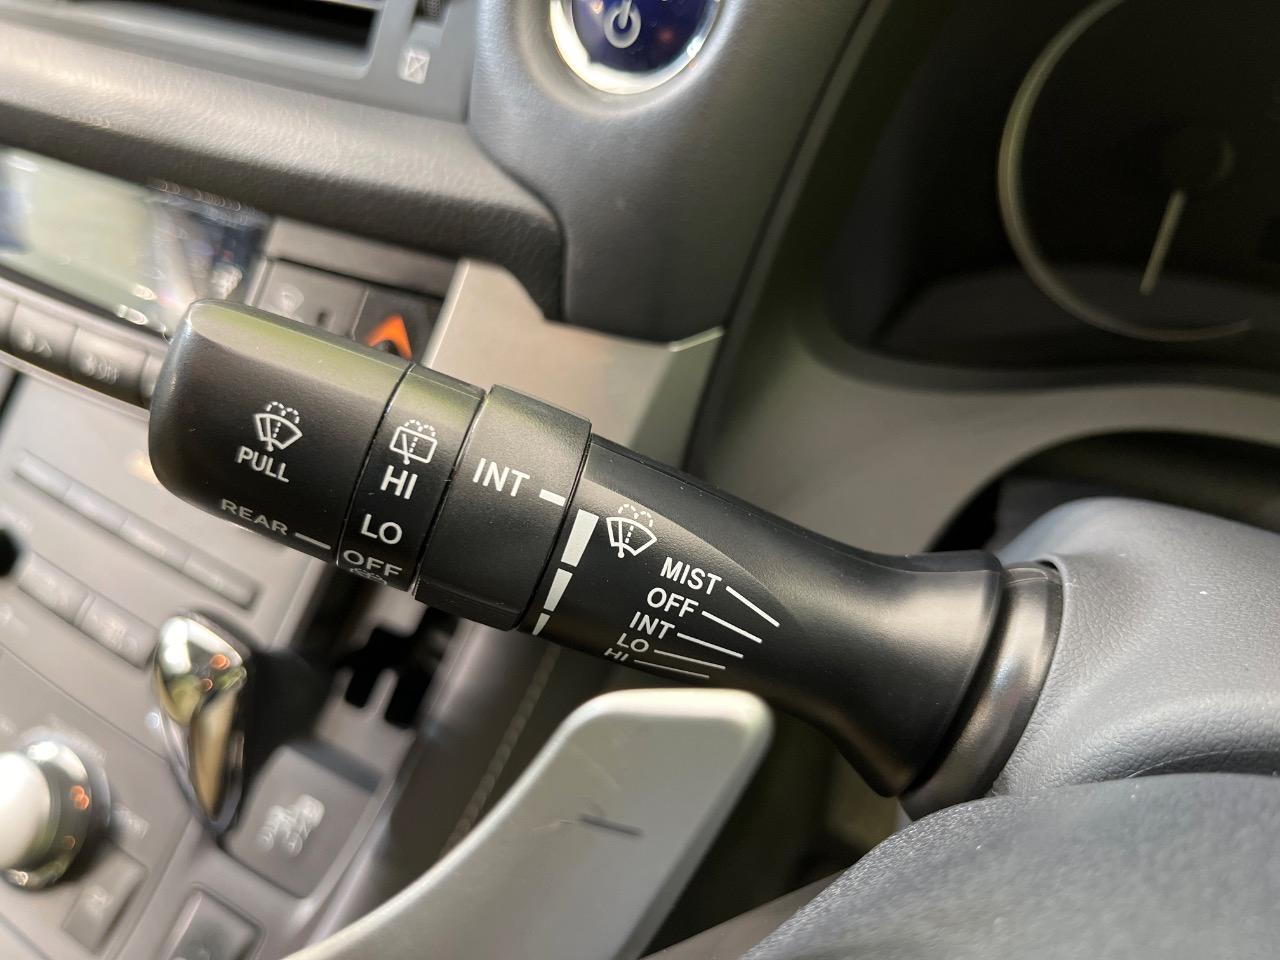 PULL
REAR
HI
LO
OFF
INT
MIST
OFF
INT
LO
HI